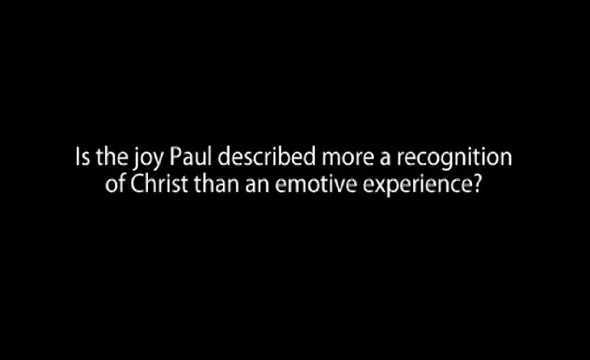 Is the joy Paul described more a recognition
of Christ than an emotive experience?